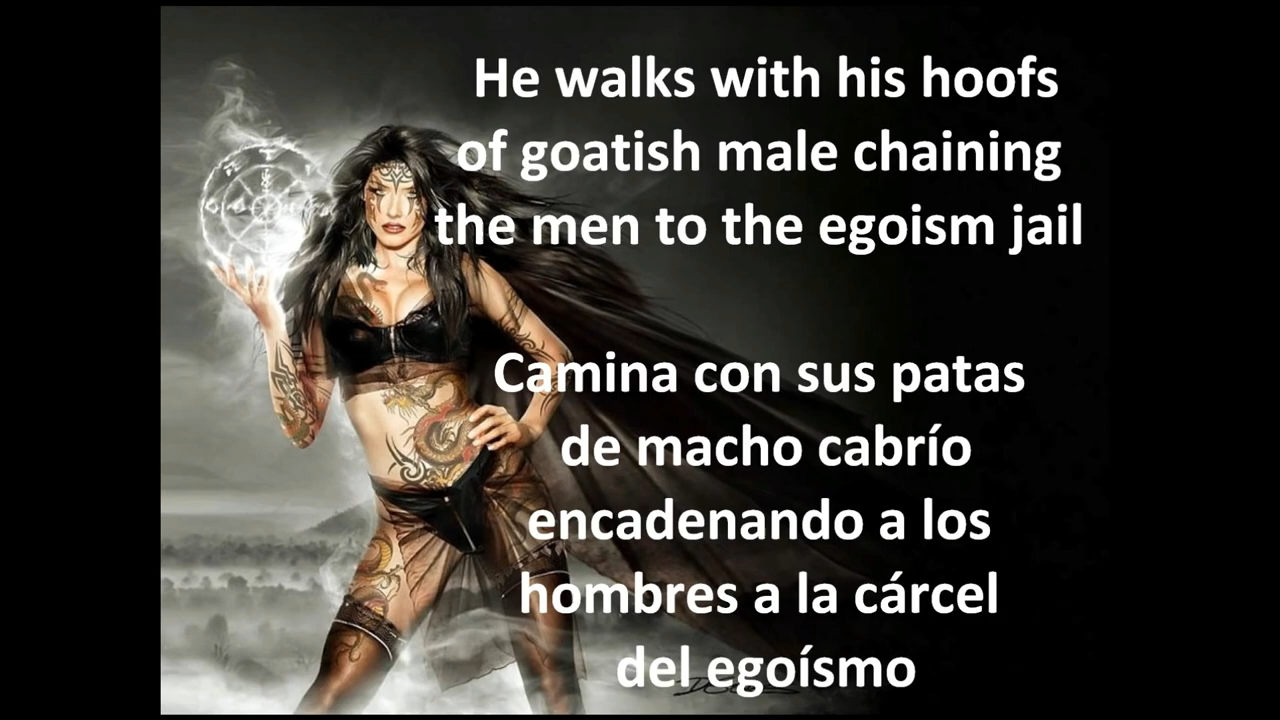 He walks with his hoofs
of goatish male chaining
the men to the egoism jail
Camina con sus patas
de macho cabrío
encadenando a los
hombres a la cárcel
del egoísmo